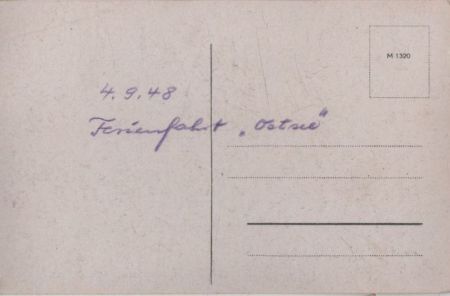 M 1320
4.9.48
Ferienfahrt „Ostsee"